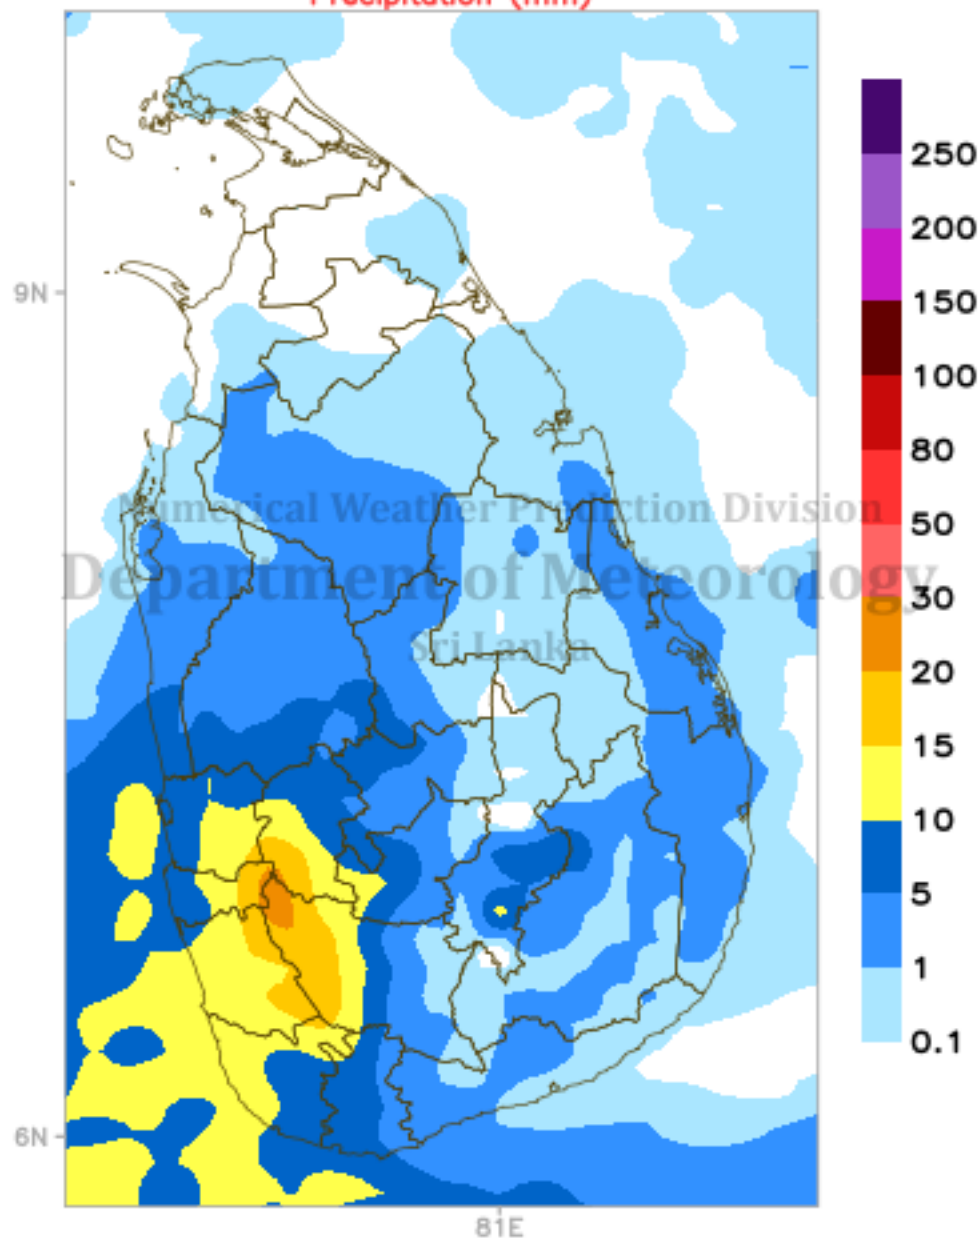 Precipitation (mm)
250
200
150
100
80
50
30
20
15
10
5
1
0.1
9N
6N
81E
Numerical Weather Prediction Division
Department of Meteorology
Sri Lanka